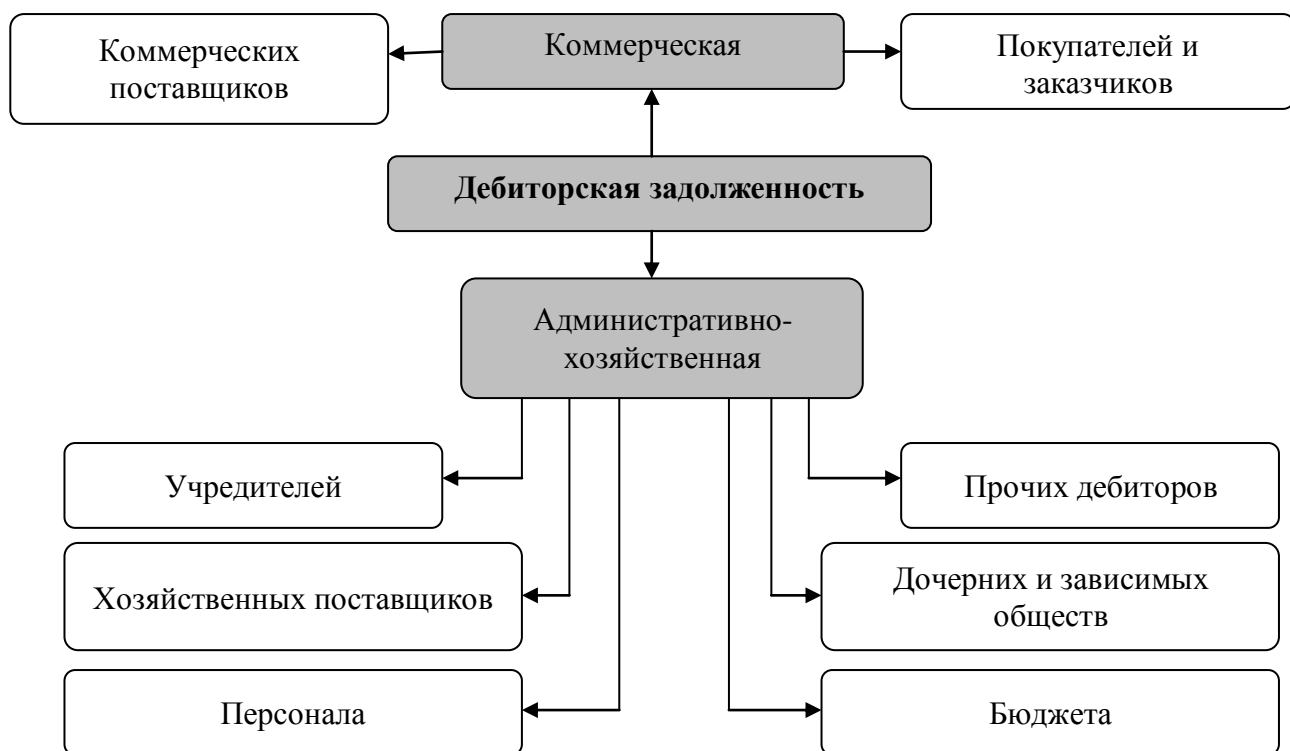 Коммерческих
поставщиков
Коммерческая
Покупателей и
заказчиков
Дебиторская задолженность
Административно-
хозяйственная
Учредителей
Прочих дебиторов
Хозяйственных поставщиков
Дочерних и зависимых
обществ
Персонала
Бюджета